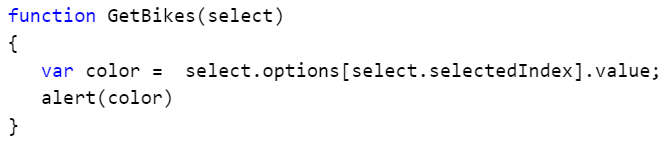 function GetBikes(select)
{
   var color =  select.options[select.selectedIndex].value;
   alert(color)
}